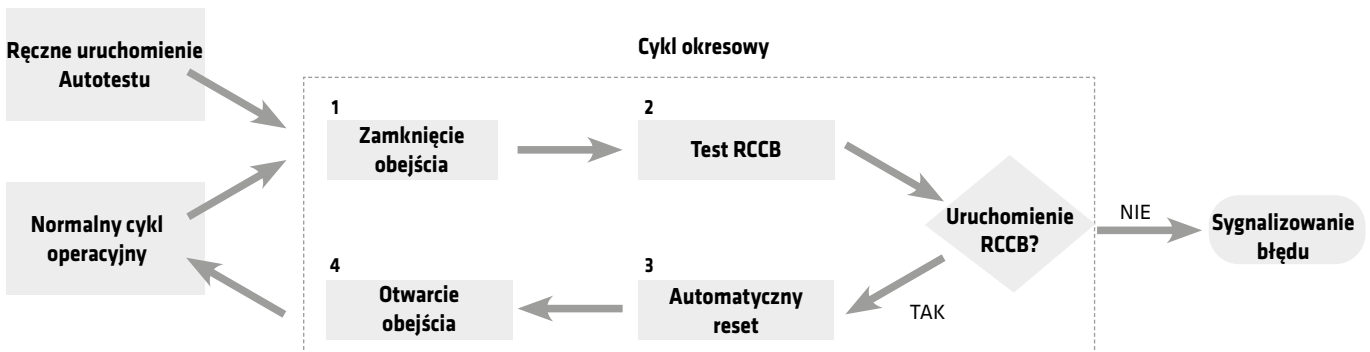 Ręczne uruchomienie
Autotestu
Cykl okresowy
1
Zamknięcie
obejścia
2
Test RCCB
Normalny cykl
operacyjny
Uruchomienie
RCCB?
NIE
Sygnalizowanie
błędu
4
Otwarcie
obejścia
3
Automatyczny
reset
TAK